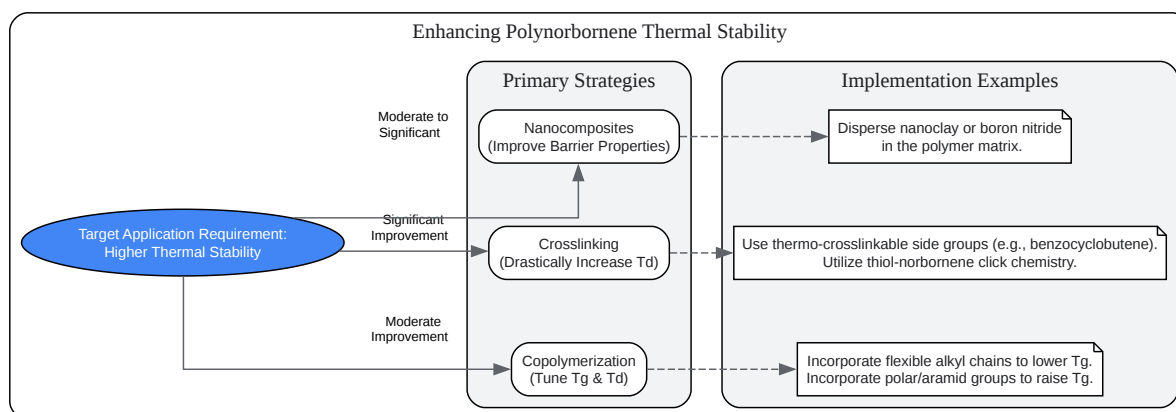 Enhancing Polynorbornene Thermal Stability
Primary Strategies
Implementation Examples
Moderate to
Significant
Nanocomposites
(Improve Barrier Properties)
Disperse nanoclay or boron nitride
in the polymer matrix.
Target Application Requirement:
Higher Thermal Stability
Significant
Improvement
Crosslinking
(Drastically Increase Td)
Use thermo-crosslinkable side groups (e.g., benzocyclobutene).
Utilize thiol-norbornene click chemistry.
Moderate
Improvement
Copolymerization
(Tune Tg & Td)
Incorporate flexible alkyl chains to lower Tg.
Incorporate polar/aramid groups to raise Tg.